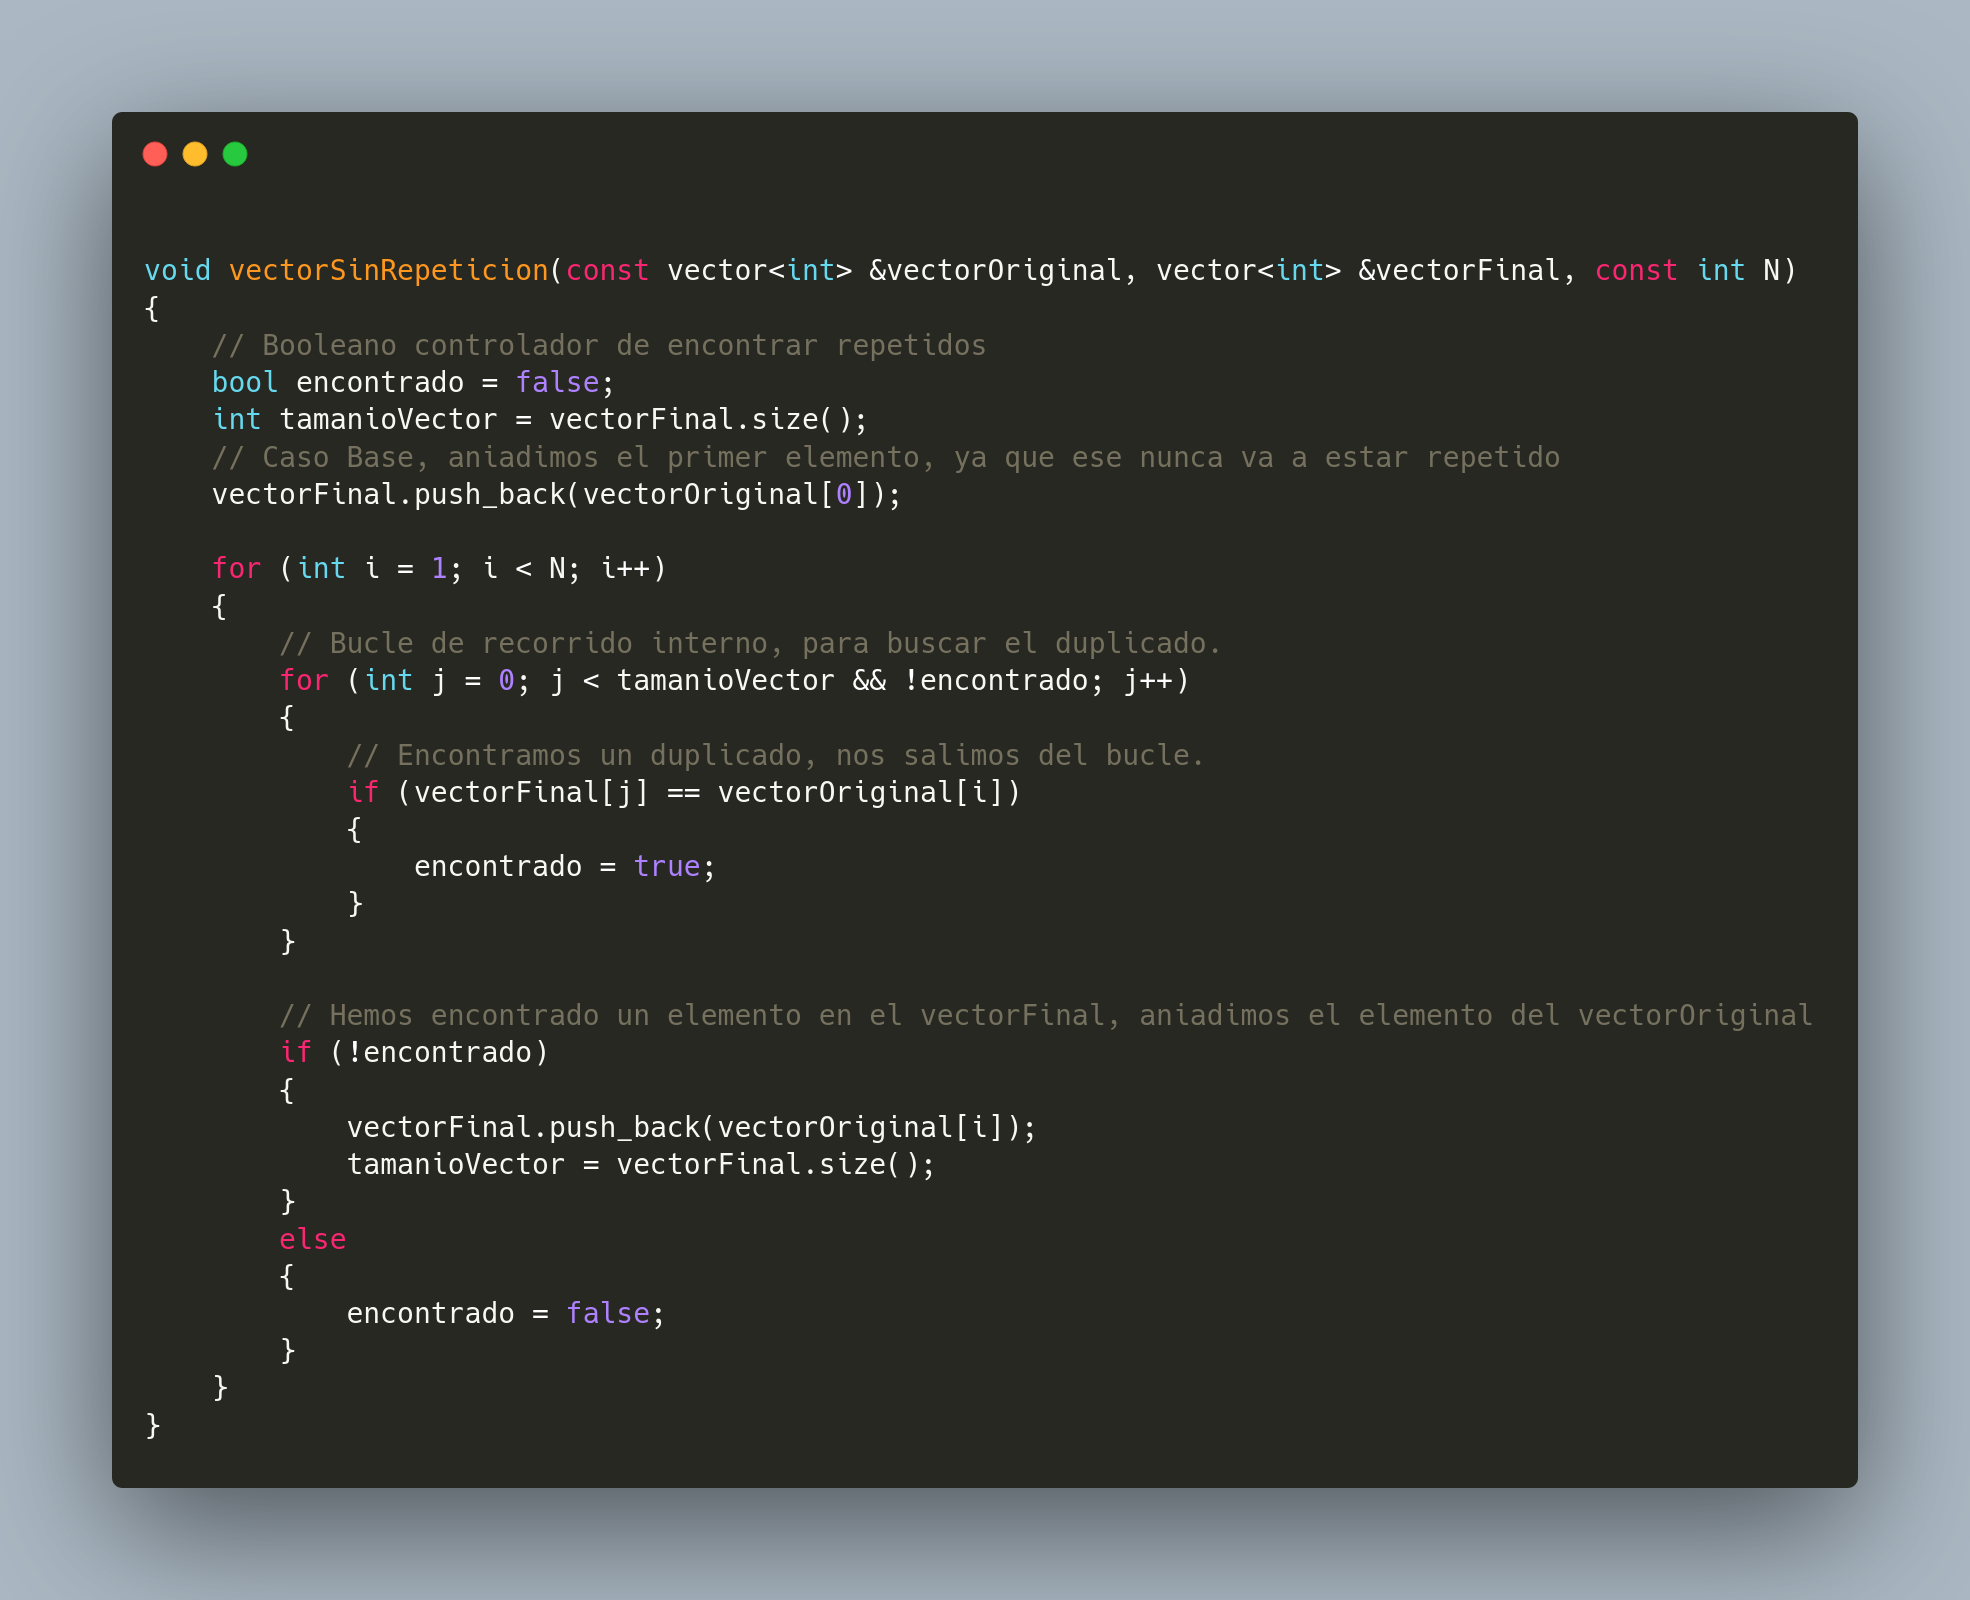 void vectorSinRepeticion(const vector<int> &vectorOriginal, vector<int> &vectorFinal, const int N)
{
    // Booleano controlador de encontrar repetidos
    bool encontrado = false;
    int tamanioVector = vectorFinal.size();
    // Caso Base, aniadimos el primer elemento, ya que ese nunca va a estar repetido
    vectorFinal.push_back(vectorOriginal[0]);

    for (int i = 1; i < N; i++)
    {
        // Bucle de recorrido interno, para buscar el duplicado.
        for (int j = 0; j < tamanioVector && !encontrado; j++)
        {
            // Encontramos un duplicado, nos salimos del bucle.
            if (vectorFinal[j] == vectorOriginal[i])
            {
                encontrado = true;
            }
        }

        // Hemos encontrado un elemento en el vectorFinal, aniadimos el elemento del vectorOriginal
        if (!encontrado)
        {
            vectorFinal.push_back(vectorOriginal[i]);
            tamanioVector = vectorFinal.size();
        }
        else
        {
            encontrado = false;
        }
    }
}